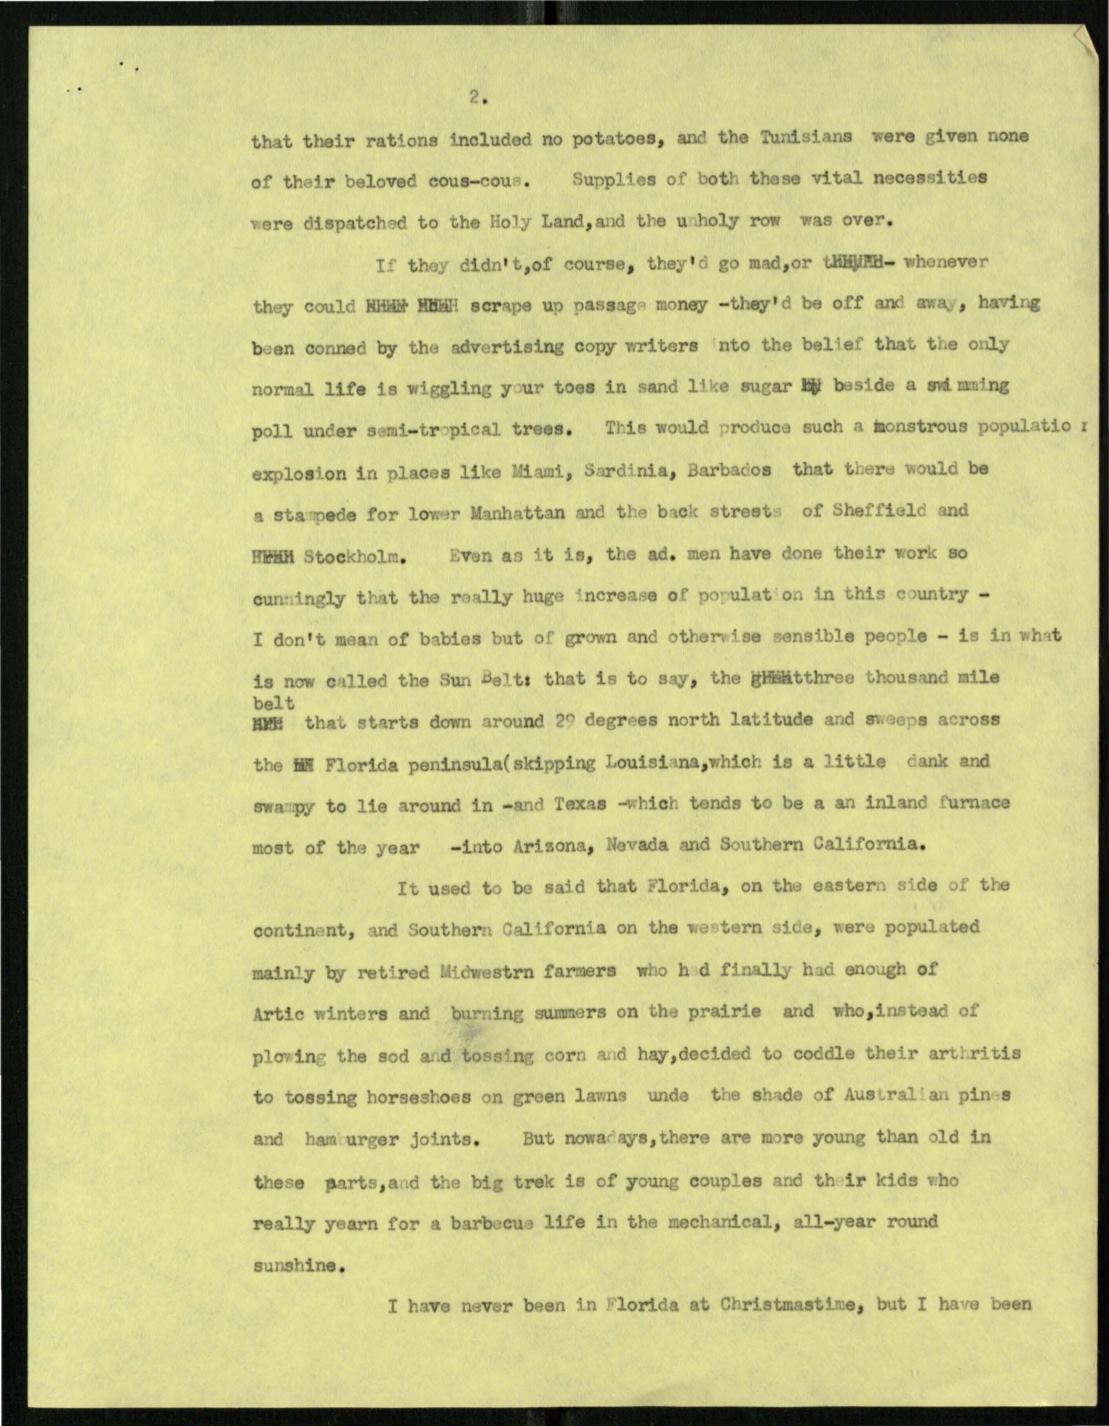 2.
that their rations included no potatoes, and the Tunisians were given none
of their beloved cous-cous. Supplies of both these vital necessities
were dispatched to the Holy Land,and the unholy row was over.
If they didn't,of course, they'd go mad,or - whenever
they could scrape up passage money -they'd be off and away, having
been conned by the advertising copy writers nto the belief that the only
normal life is wiggling your toes in sand like sugar beside a swimming
poll under semi-tropical trees. This would produce such a monstrous population
explosion in places like Miami, Sardinia, Barbados that there would be
a stampede for lower Manhattan and the back streets of Sheffield and
Stockholm. Even as it is, the ad. men have done their work so
cunningly that the really huge increase of population in this country -
I don't mean of babies but of grown and otherwise sensible people - is in what
is now called the Sun Belt: that is to say, the three thousand mile
belt
that starts down around 29 degrees north latitude and sweeps across
the Florida peninsula(skipping Louisiana,which is a little dank and
swampy to lie around in -and Texas -which tends to be a an inland furnace
most of the year -into Arizona, Nevada and Southern California.
It used to be said that Florida, on the eastern side of the
continent, and Southern California on the western side, were populated
mainly by retired Midwestrn farmers who had finally had enough of
Artic winters and burning summers on the prairie and who,instead of
plowing the sod and tossing corn and hay,decided to coddle their arthritis
to tossing horseshoes on green lawns unde the shade of Australian pines
and hamburger joints. But nowadays,there are more young than old in
these parts,and the big trek is of young couples and their kids who
really yearn for a barbecue life in the mechanical, all-year round
sunshine.
I have never been in Florida at Christmastime, but I have been